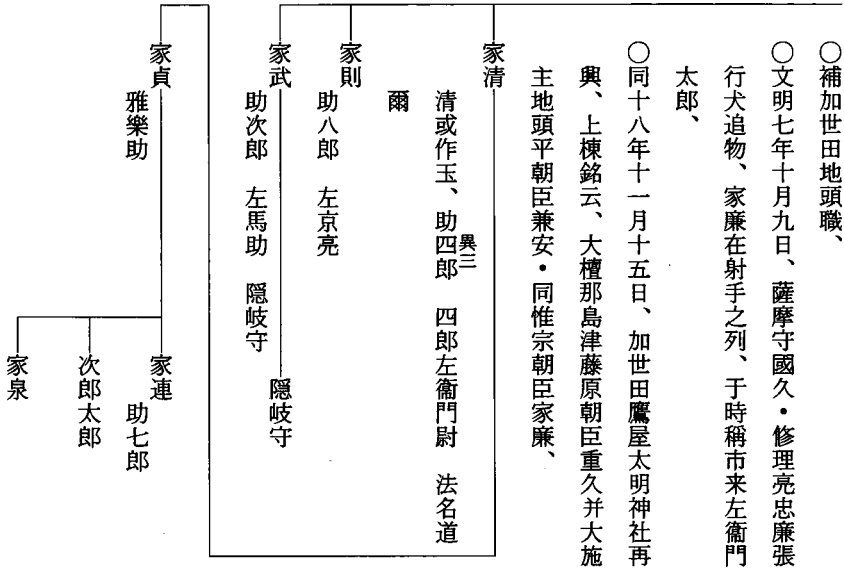 ○補加世田地頭職、
○文明七年十月九日、薩摩守國久・修理亮忠廉張
行犬追物、家廉在射手之列、于時稱市来左衞門
太郎、
○同十八年十一月十五日、加世田鷹屋太明神社再
興、上棟銘云、大檀那島津藤原朝臣重久并大施
主地頭平朝臣兼安・同惟宗朝臣家廉、
家清
清或作玉、助四郎 四郎左衞門尉 法名道
異三
爾
家則
助八郎 左京亮
家武
助次郎 左馬助 隠岐守
隠岐守
家貞
雅樂助
家連
助七郎
次郎太郎
家泉